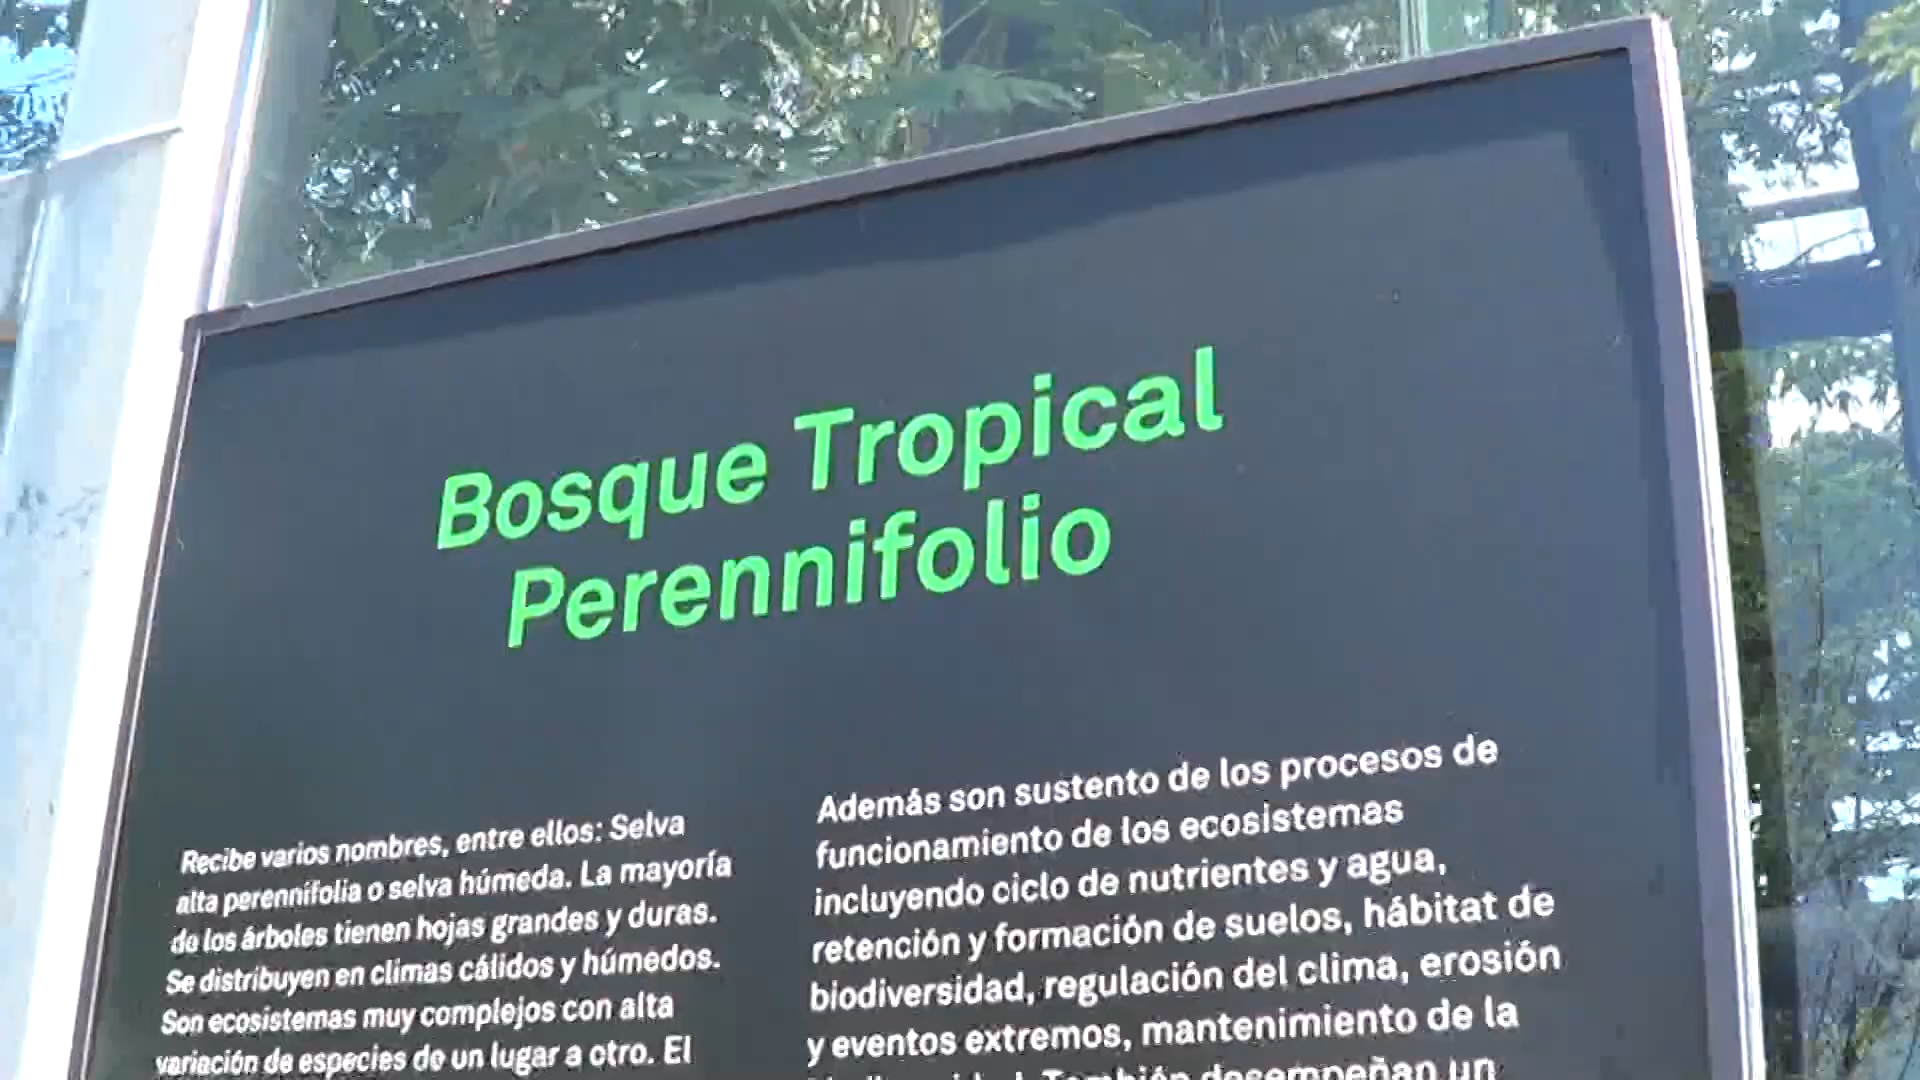 Bosque Tropical
Perennifolio
Recibe varios nombres, entre ellos: Selva
alta perennifolia o selva húmeda. La mayoría
de los árboles tienen hojas grandes y duras.
Se distribuyen en climas cálidos y húmedos.
Son ecosistemas muy complejos con alta
variación de especies de un lugar a otro. El
Además son sustento de los procesos de
funcionamiento de los ecosistemas
incluyendo ciclo de nutrientes y agua,
retención y formación de suelos, hábitat de
biodiversidad, regulación del clima, erosión
y eventos extremos, mantenimiento de la
También desempeñan un